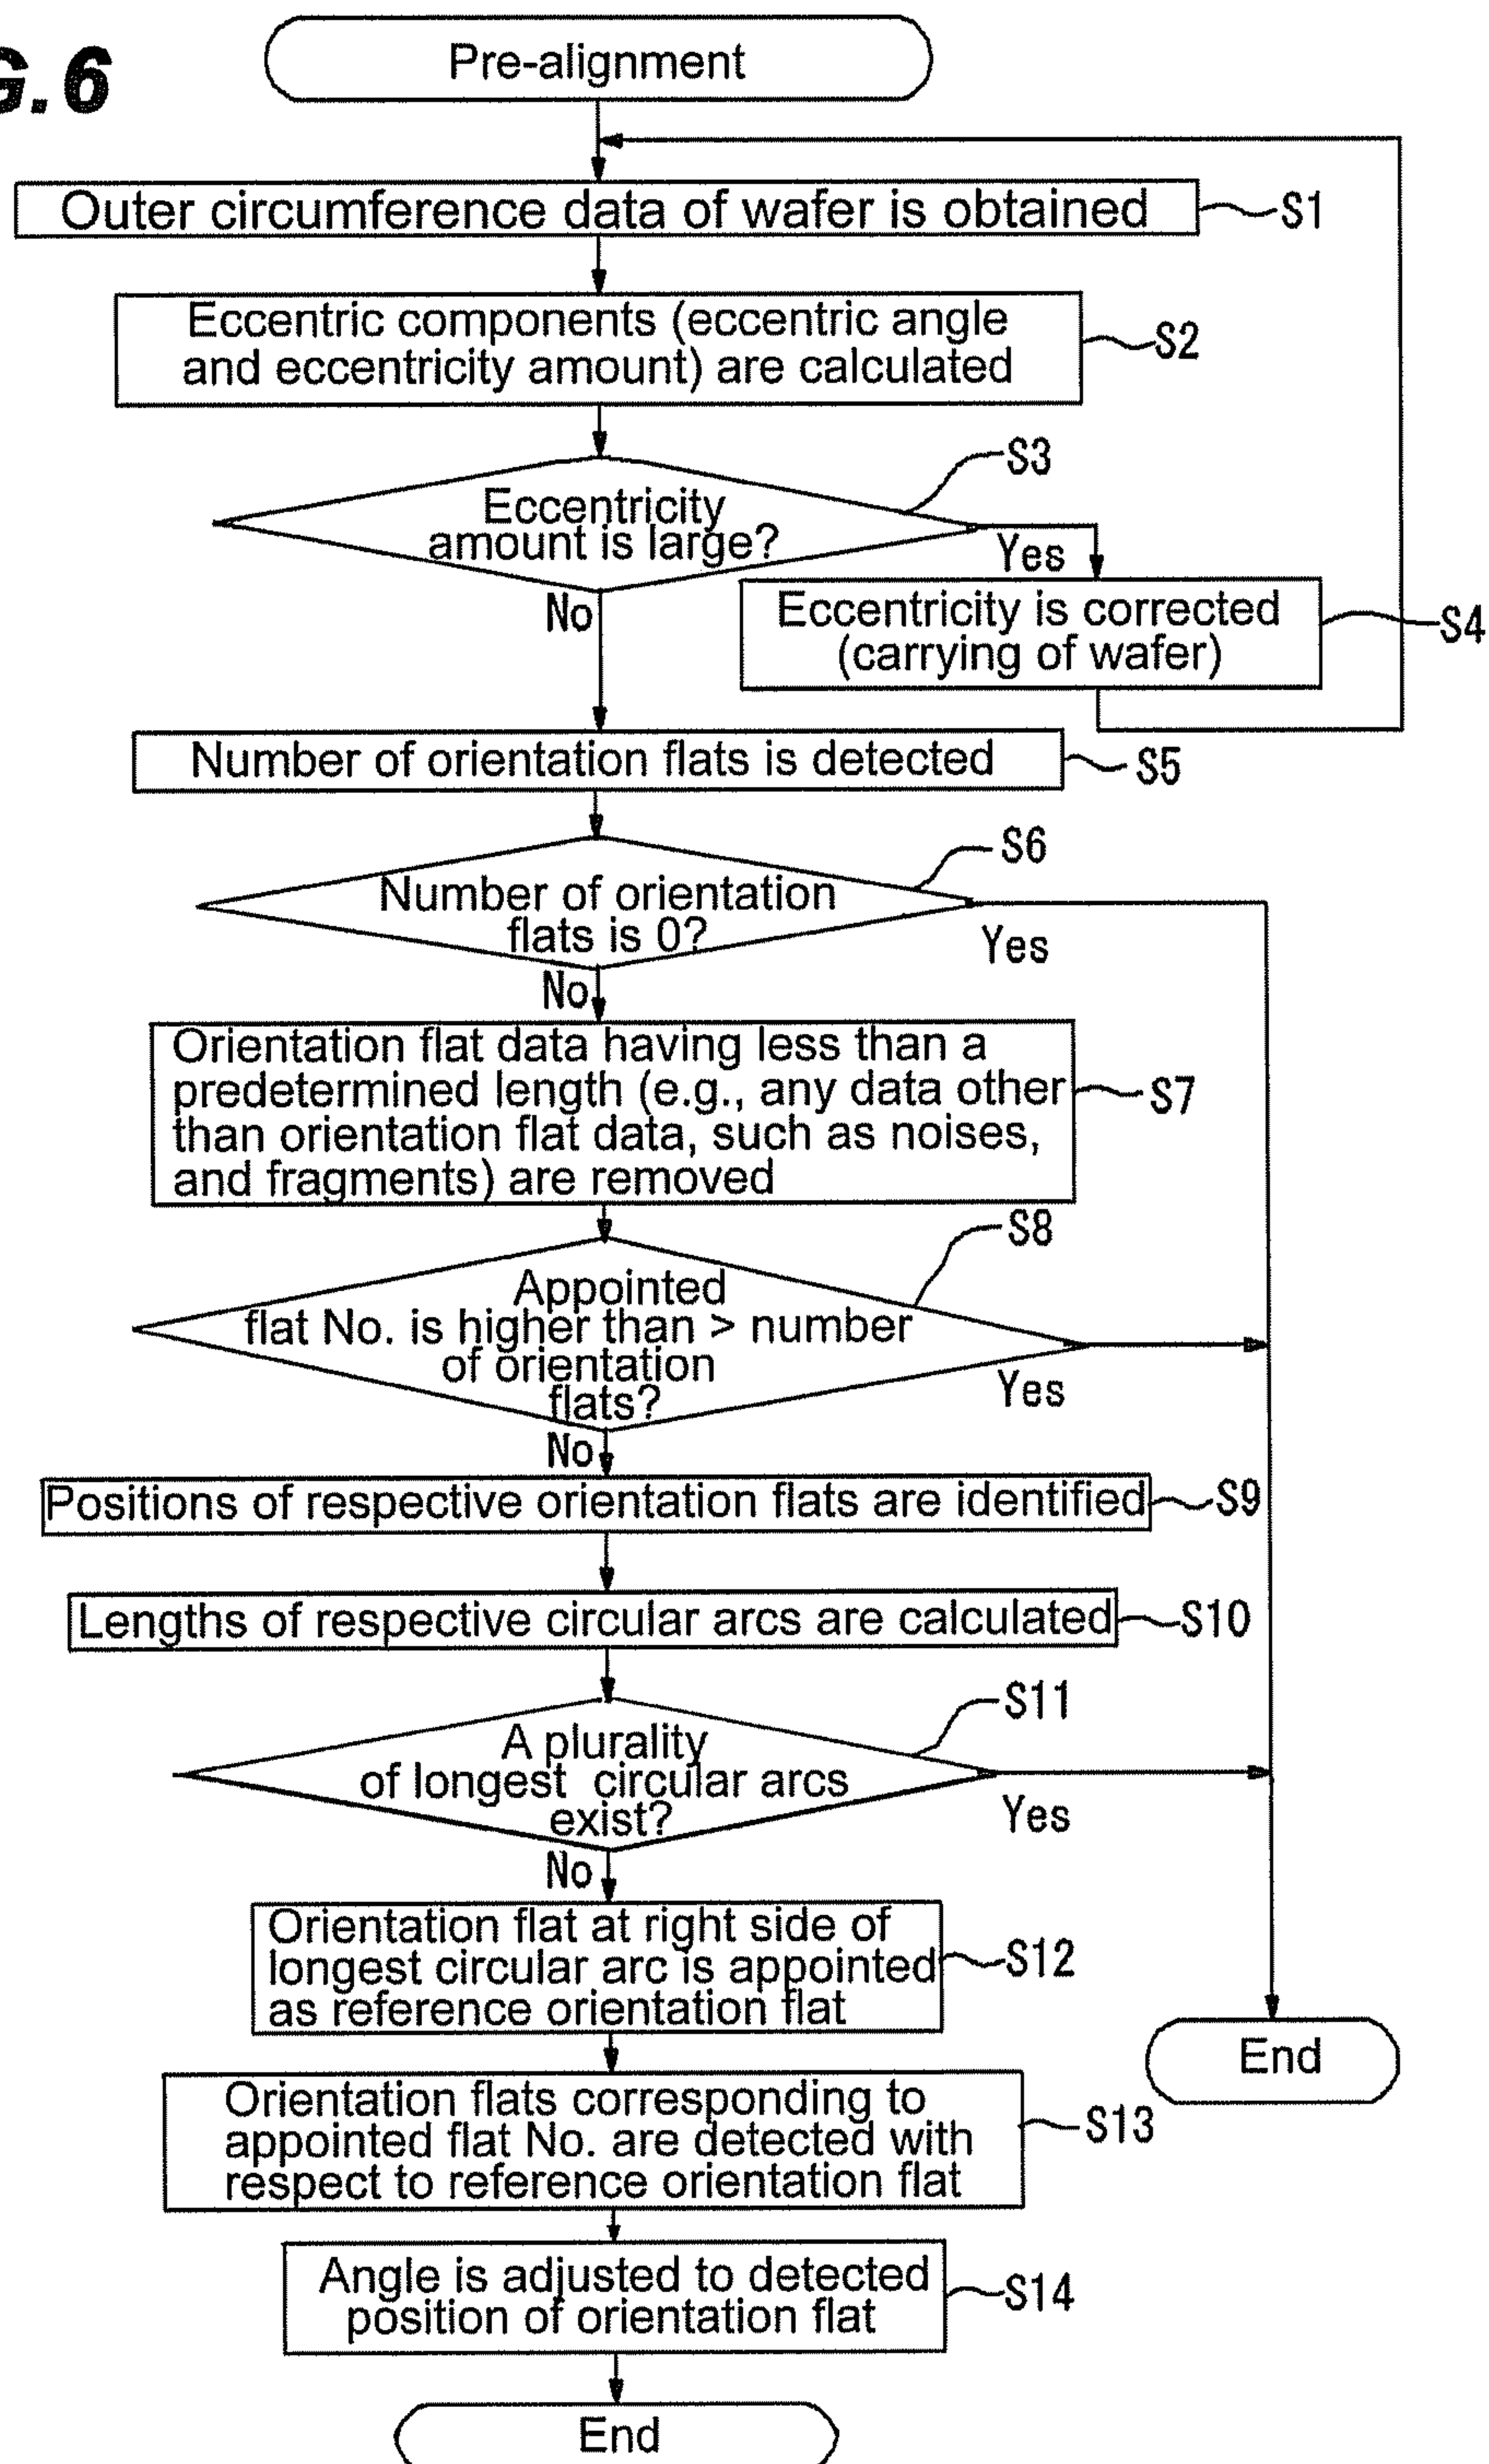 G.6
Pre-alignment
Outer circumference data of wafer is obtained
S1
Eccentric components (eccentric angle
and eccentricity amount) are calculated
S2
S3
Eccentricity
amount is large?
Yes
No
Eccentricity is corrected
(carrying of wafer)
S4
Number of orientation flats is detected
S5
S6
Number of orientation
flats is 0?
Yes
No
Orientation flat data having less than a
predetermined length (e.g., any data other
than orientation flat data, such as noises,
and fragments) are removed
S7
S8
Appointed
flat No. is higher than > number
of orientation
flats?
Yes
No
Positions of respective orientation flats are identified
S9
Lengths of respective circular arcs are calculated
S10
S11
A plurality
of longest circular arcs
exist?
Yes
No
Orientation flat at right side of
longest circular arc is appointed
as reference orientation flat
S12
End
Orientation flats corresponding to
appointed flat No. are detected with
respect to reference orientation flat
S13
Angle is adjusted to detected
position of orientation flat
S14
End